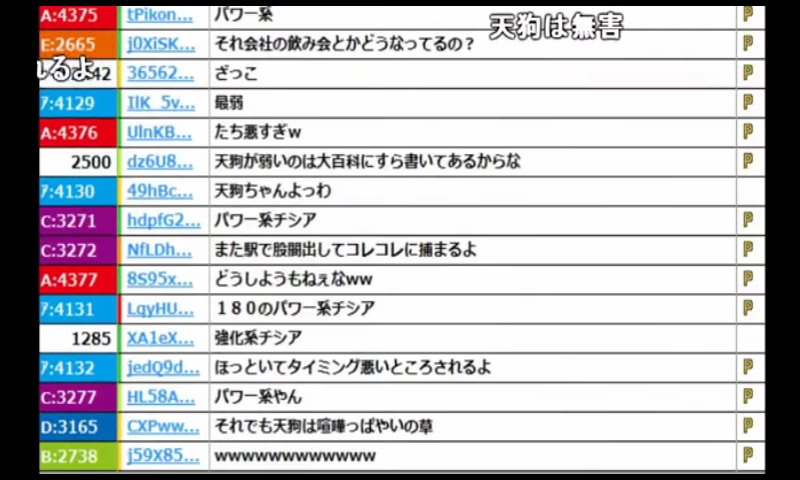 天狗は無害
A:4375 tPikon... パワー系 P
E:2665 j0XiSK... それ会社の飲み会とかどうなってるの？ P
れるよ 42 36562... ざっこ P
7:4129 IlK_5v... 最弱 P
A:4376 UlnKB... たち悪すぎw P
2500 dz6U8... 天狗が弱いのは大百科にすら書いてあるからな P
7:4130 49hBc... 天狗ちゃんよっわ
C:3271 hdpfG2... パワー系チシア P
C:3272 NfLDh... また駅で股間出してコレコレに捕まるよ P
A:4377 8S95x... どうしようもねぇなww P
7:4131 LqyHU... １８０のパワー系チシア P
1285 XA1eX... 強化系チシア
7:4132 jedQ9d... ほっといてタイミング悪いところされるよ P
C:3277 HL58A... パワー系やん P
D:3165 CXPww... それでも天狗は喧嘩っぱやいの草 P
B:2738 j59X85... wwwwwwwwwwww P